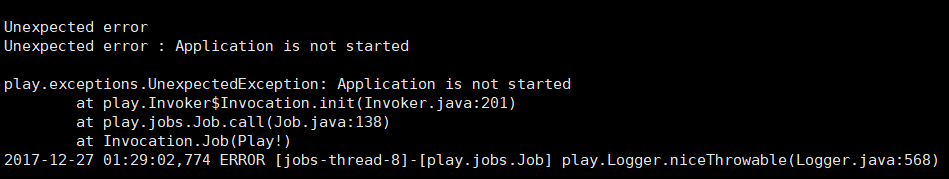 Unexpected error
Unexpected error : Application is not started
play.exceptions.UnexpectedException: Application is not started
at play.Invoker$Invocation.init(Invoker.java:201)
at play.jobs.Job.call(Job.java:138)
at Invocation.Job(Play!)
2017-12-27 01:29:02,774 ERROR [jobs-thread-8]-[play.jobs.Job] play.Logger.niceThrowable(Logger.java:568)